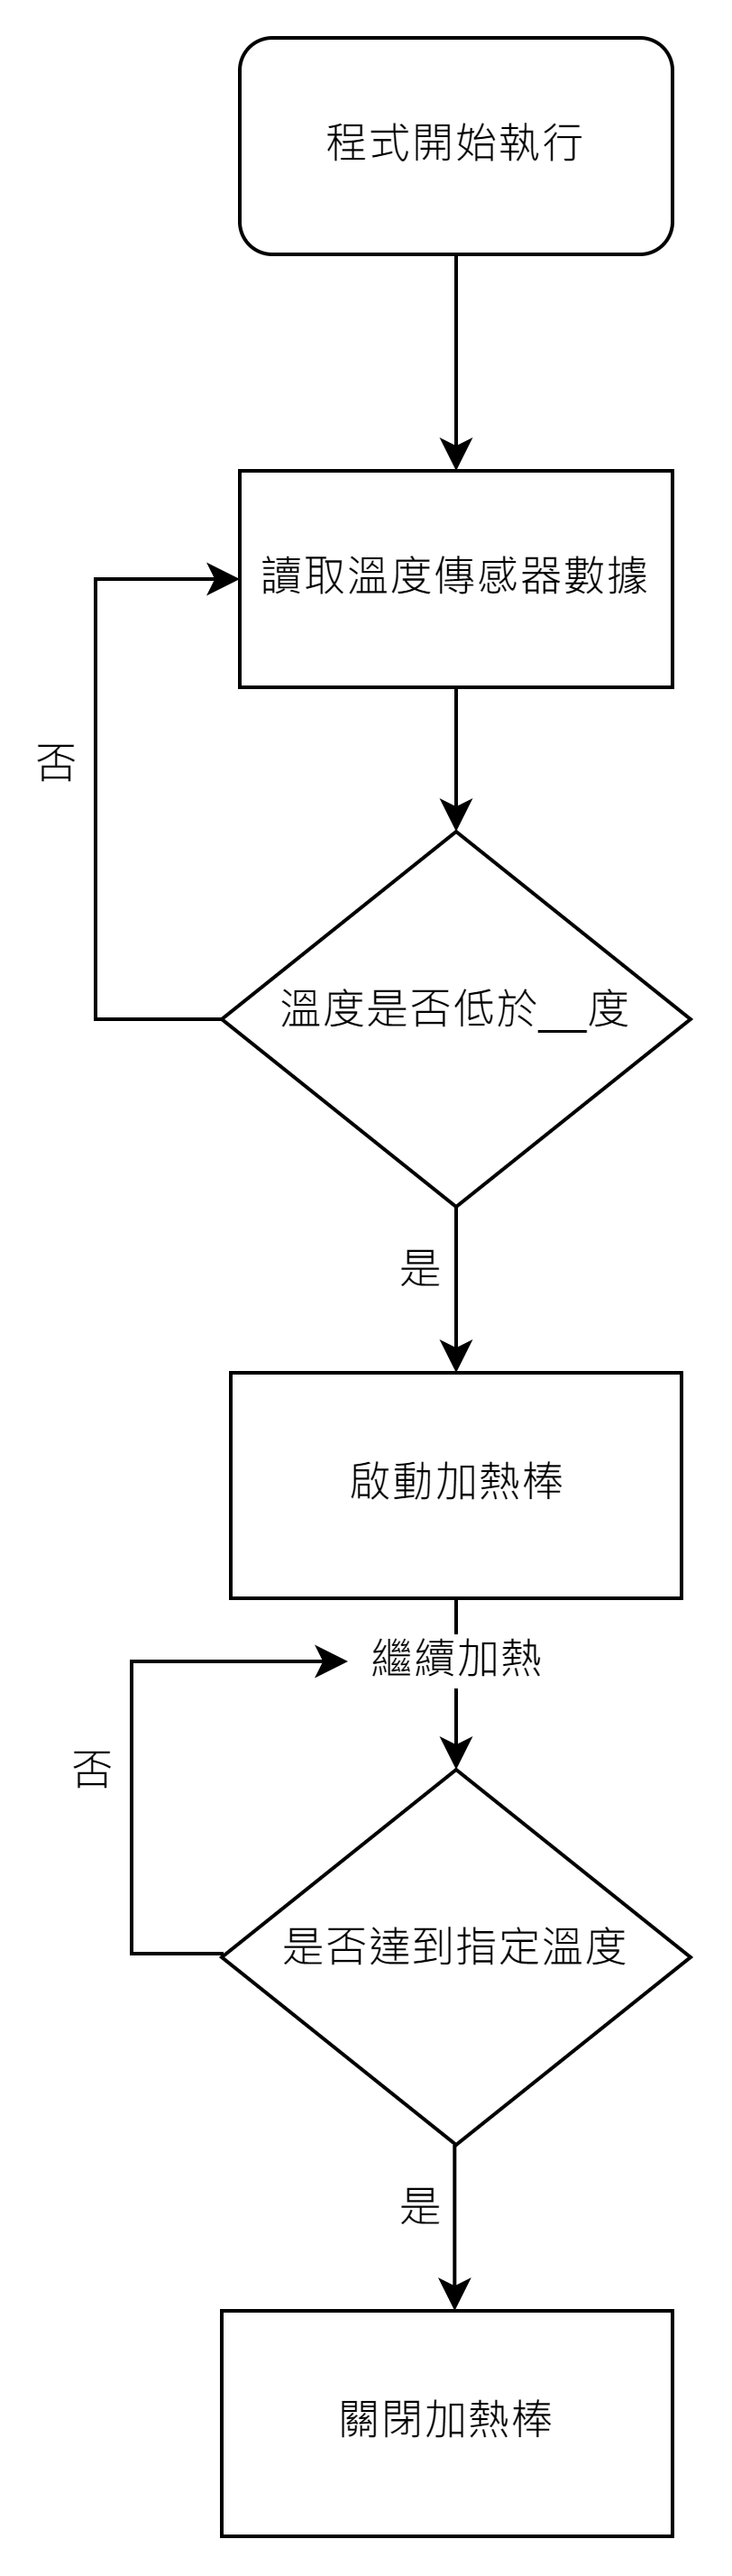 程式開始執行
讀取溫度傳感器數據
否
溫度是否低於__度
是
啟動加熱棒
繼續加熱
否
是否達到指定溫度
是
關閉加熱棒